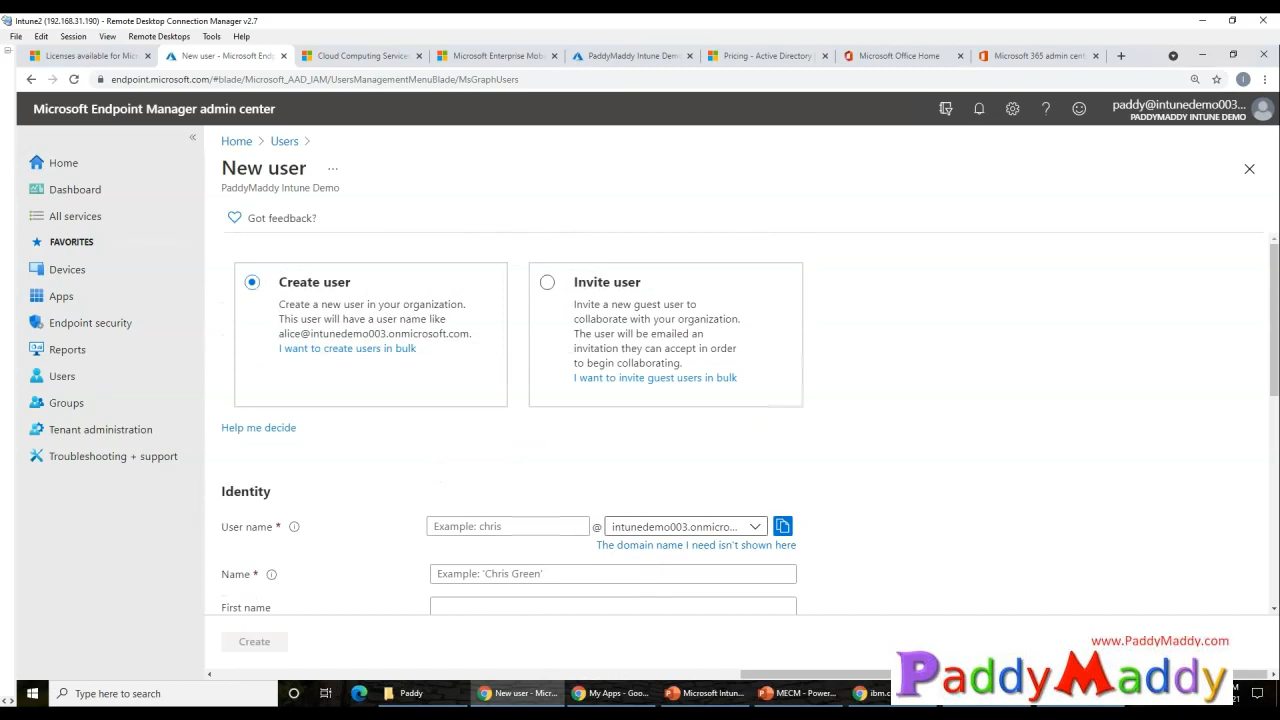 Intune2 (192.168.31.190) - Remote Desktop Connection Manager v2.7
File Edit Session View Remote Desktops Tools Help
Licenses available for Micr
New user - Microsoft Endp
Cloud Computing Service
Microsoft Enterprise Mob
PaddyMaddy Intune Demo
Pricing - Active Directory
Microsoft Office Home
Microsoft 365 admin cent
endpoint.microsoft.com/#blade/Microsoft_AAD_IAM/UsersManagementMenuBlade/MsGraphUsers
I
Microsoft Endpoint Manager admin center
paddy@intunedemo003...
PADDYMADDY INTUNE DEMO
Home
Dashboard
All services
FAVORITES
Devices
Apps
Endpoint security
Reports
Users
Groups
Tenant administration
Troubleshooting + support
Home > Users >
New user ...
PaddyMaddy Intune Demo
Got feedback?
Create user
Create a new user in your organization.
This user will have a user name like
alice@intunedemo003.onmicrosoft.com.
I want to create users in bulk
Invite user
Invite a new guest user to
collaborate with your organization.
The user will be emailed an
invitation they can accept in order
to begin collaborating.
I want to invite guest users in bulk
Help me decide
Identity
User name *
Example: chris
@
intunedemo003.onmicro...
The domain name I need isn't shown here
Name *
Example: 'Chris Green'
First name
Create
www.PaddyMaddy.com
PaddyMaddy
Type here to search
Paddy
New user - Micr...
My Apps - Goo...
Microsoft Intun...
MECM - Power...